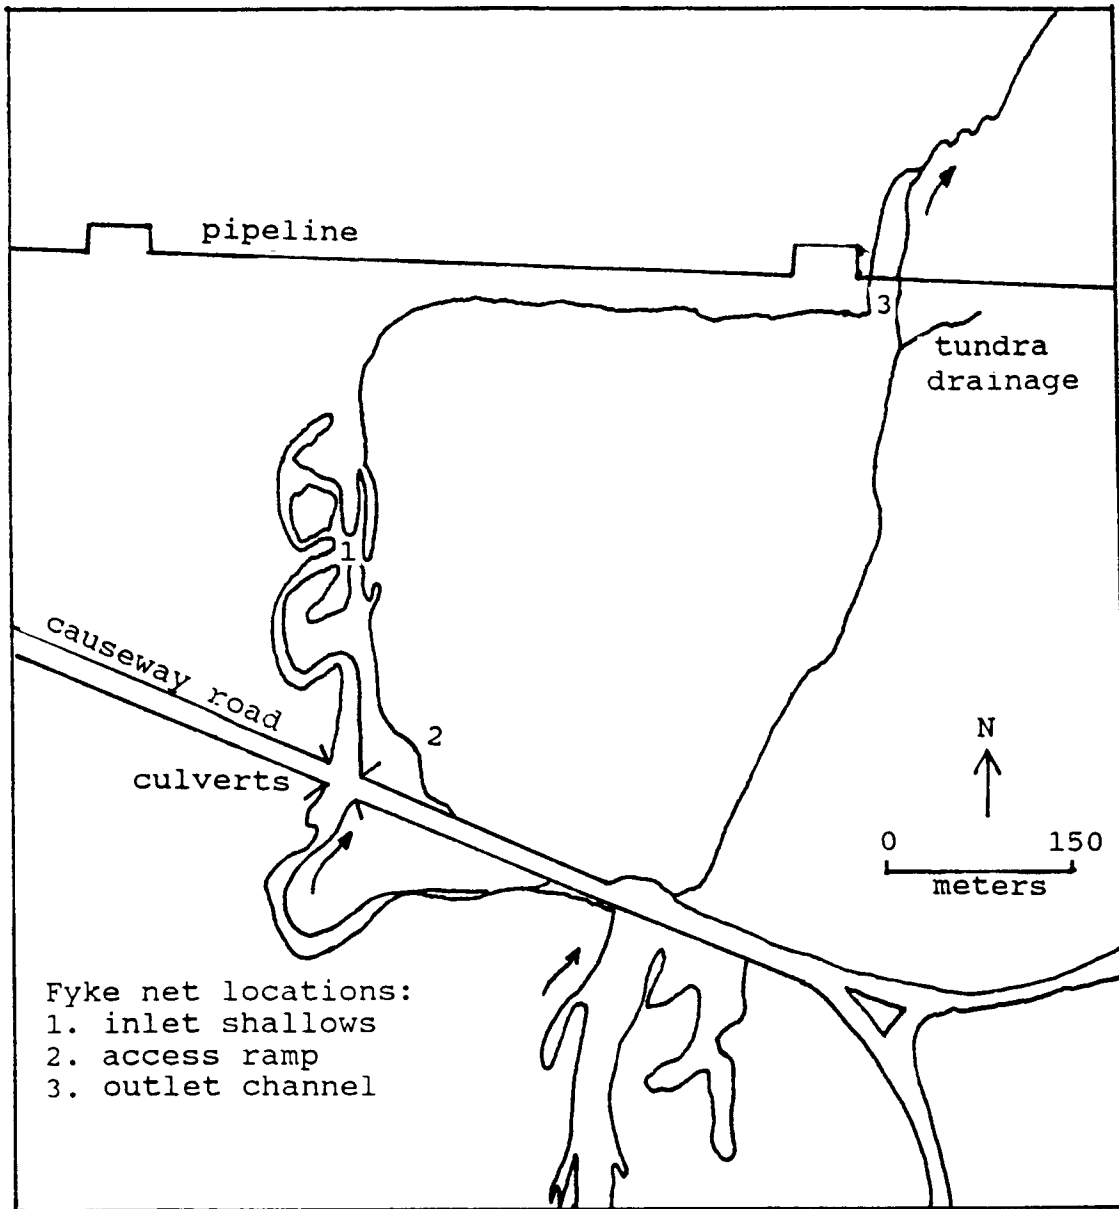 pipeline
3
tundra
drainage
1
causeway road
2
N
culverts
0 150
meters
Fyke net locations:
1. inlet shallows
2. access ramp
3. outlet channel